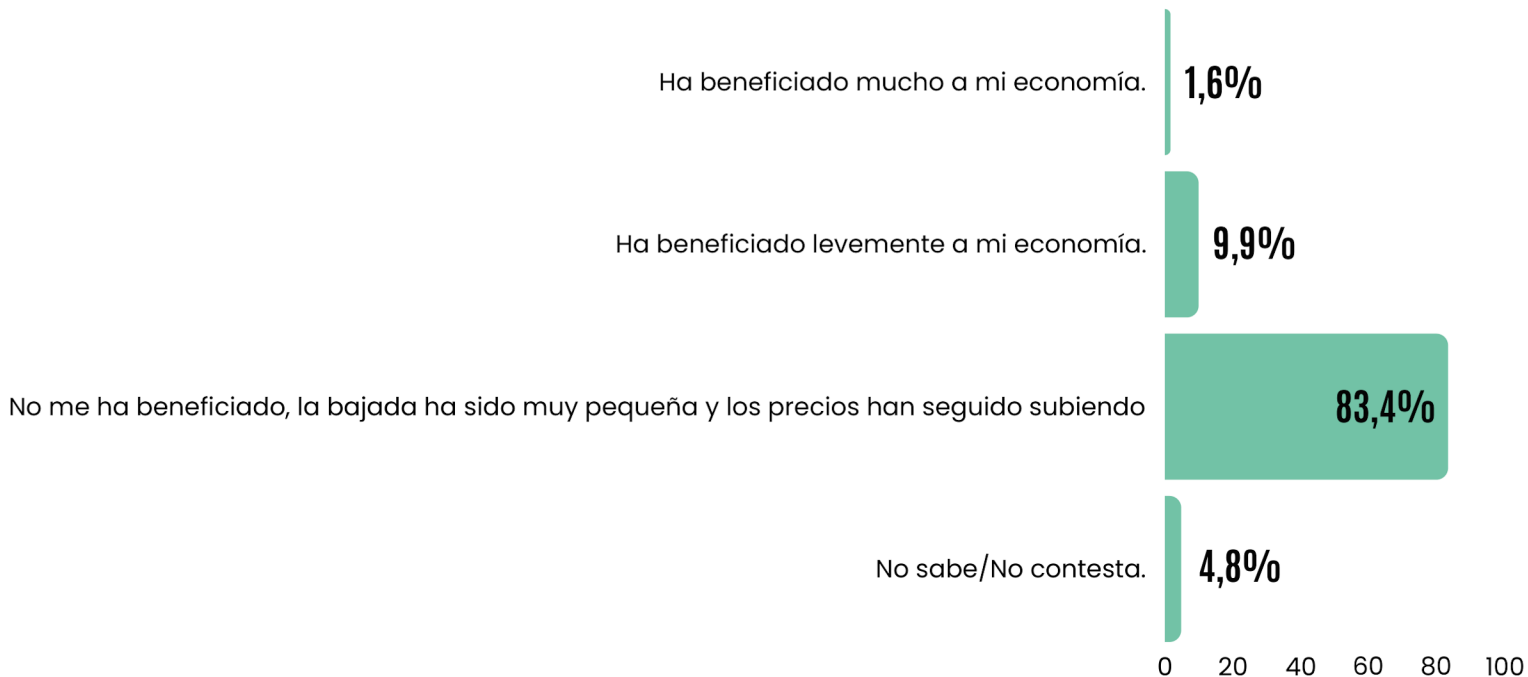 Ha beneficiado mucho a mi economía. 1,6%
Ha beneficiado levemente a mi economía. 9,9%
No me ha beneficiado, la bajada ha sido muy pequeña y los precios han seguido subiendo 83,4%
No sabe/No contesta. 4,8%
0 20 40 60 80 100